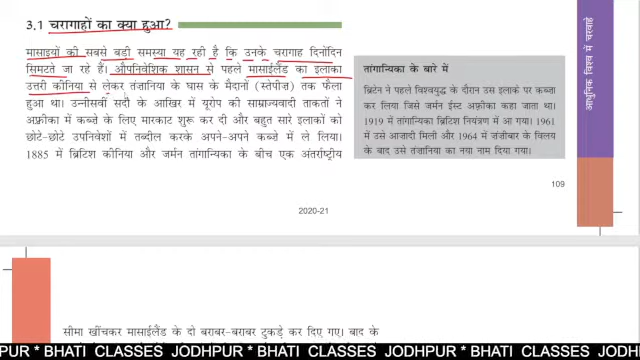 3.1 चरागाहों का क्या हुआ?
मासाइयों की सबसे बड़ी समस्या यह रही है कि उनके चरागाह दिनोंदिन
सिमटते जा रहे हैं। औपनिवेशिक शासन से पहले मासाईलैंड का इलाका
उत्तरी कीनिया से लेकर तंजानिया के घास के मैदानों (स्तेपीज़) तक फैला
हुआ था। उन्नीसवीं सदी के आखिर में यूरोप की साम्राज्यवादी ताकतों ने
अफ़्रीका में कब्ज़े के लिए मारकाट शुरू कर दी और बहुत सारे इलाकों को
छोटे-छोटे उपनिवेशों में तब्दील करके अपने-अपने कब्ज़े में ले लिया।
1885 में ब्रिटिश कीनिया और जर्मन तांगान्यिका के बीच एक अंतर्राष्ट्रीय
तांगान्यिका के बारे में
ब्रिटेन ने पहले विश्वयुद्ध के दौरान उस इलाके पर कब्ज़ा
कर लिया जिसे जर्मन ईस्ट अफ़्रीका कहा जाता था।
1919 में तांगान्यिका ब्रिटिश नियंत्रण में आ गया। 1961
में उसे आज़ादी मिली और 1964 में जंज़ीबार के विलय
के बाद उसे तंजानिया का नया नाम दिया गया।
आधुनिक विश्व में चरवाहे
109
2020-21
सीमा खींचकर मासाईलैंड के दो बराबर-बराबर टुकड़े कर दिए गए। बाद के
PUR * BHATI CLASSES JODHPUR * BHATI CLASSES JODHPUR * BHATI